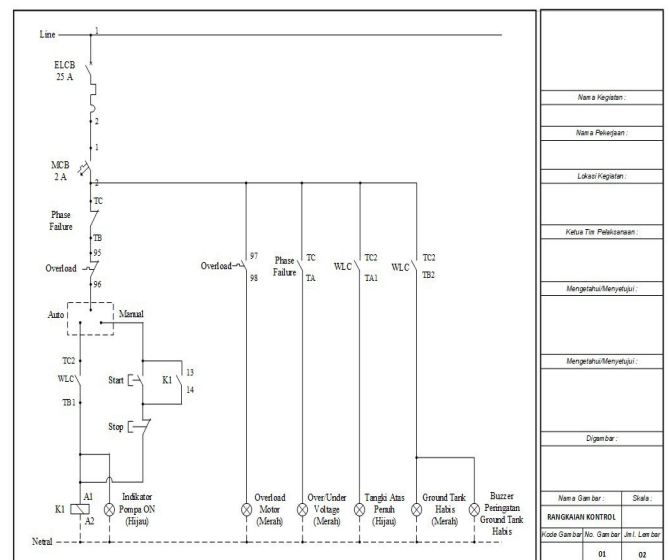 Line
1
ELCB
25 A
2
1
MCB
2 A
2
TC
Phase
Failure
TB
95
Overload
96
Auto
Manual
TC2
WLC
TB1
Start
K1
13
14
Stop
Overload
97
98
Phase
Failure
TC
TA
WLC
TC2
TA1
WLC
TC2
TB2
K1
A1
A2
Indikator
Pompa ON
(Hijau)
Overload
Motor
(Merah)
Over/Under
Voltage
(Merah)
Tangki Atas
Penuh
(Hijau)
Ground Tank
Habis
(Merah)
Buzzer
Peringatan
Ground Tank
Habis
Netral
Nama Kegiatan :
Nama Pekerjaan :
Lokasi Kegiatan :
Ketua Tim Pelaksanaan :
Mengetahui/Menyetujui :
Mengetahui/Menyetujui :
Digambar :
Nama Gambar : Skala :
RANGKAIAN KONTROL
Kode Gambar No. Gambar Jml. Lembar
01 02